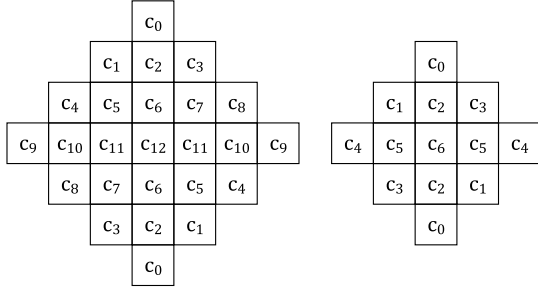 c₀
c₁ c₂ c₃
c₄ c₅ c₆ c₇ c₈
c₉ c₁₀ c₁₁ c₁₂ c₁₁ c₁₀ c₉
c₈ c₇ c₆ c₅ c₄
c₃ c₂ c₁
c₀
c₀
c₁ c₂ c₃
c₄ c₅ c₆ c₅ c₄
c₃ c₂ c₁
c₀